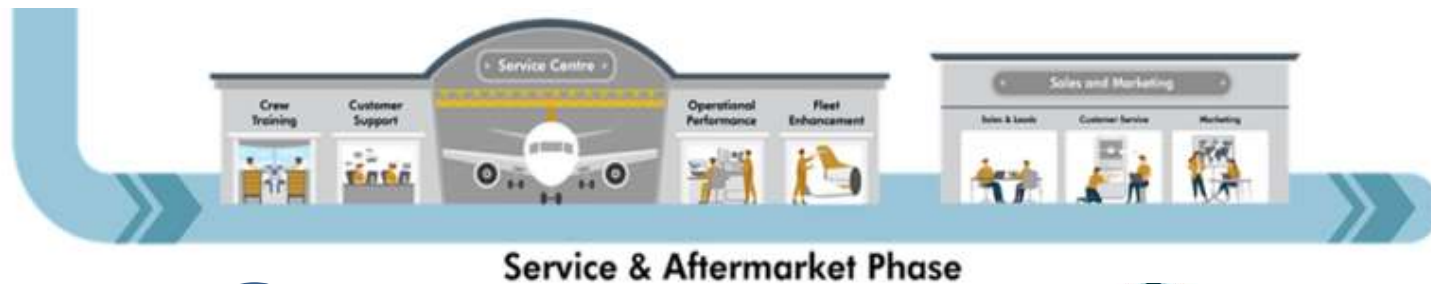 Service Centre
Sales and Marketing
Crew
Training
Customer
Support
Operational
Performance
Fleet
Enhancement
Sales & Leads
Customer Service
Marketing
Service & Aftermarket Phase